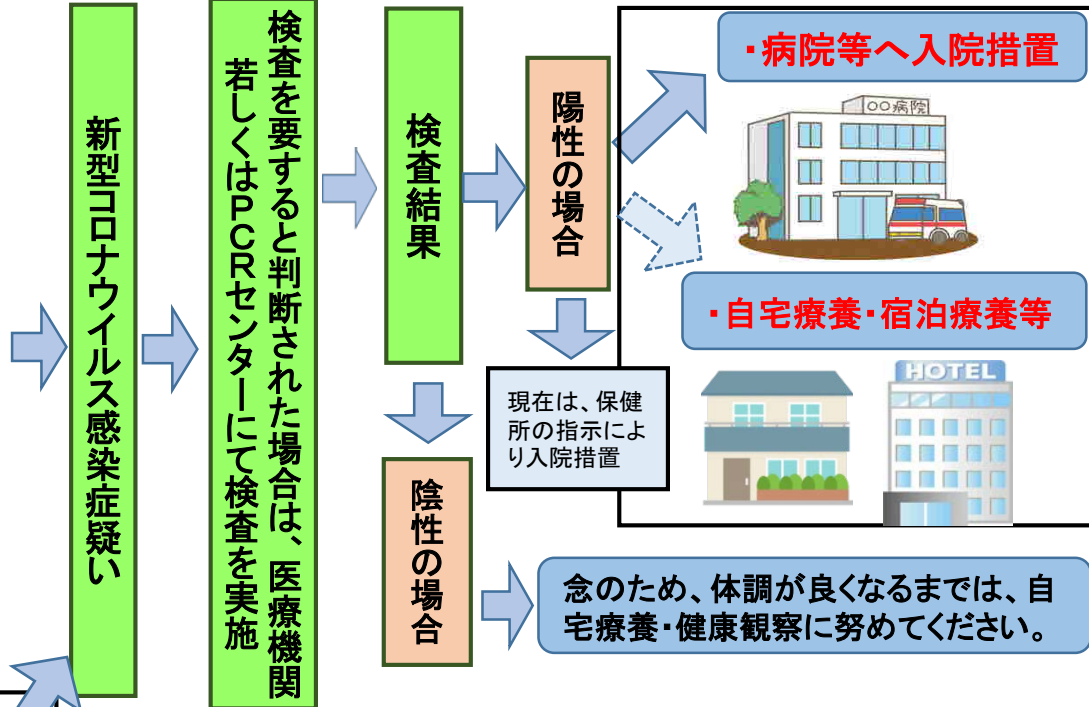 新型コロナウイルス感染症疑い
検査を要すると判断された場合は、医療機関
若しくはPCRセンターにて検査を実施
検査結果
陽性の場合
・病院等へ入院措置
〇〇病院
・自宅療養・宿泊療養等
HOTEL
現在は、保健
所の指示によ
り入院措置
陰性の場合
念のため、体調が良くなるまでは、自
宅療養・健康観察に努めてください。